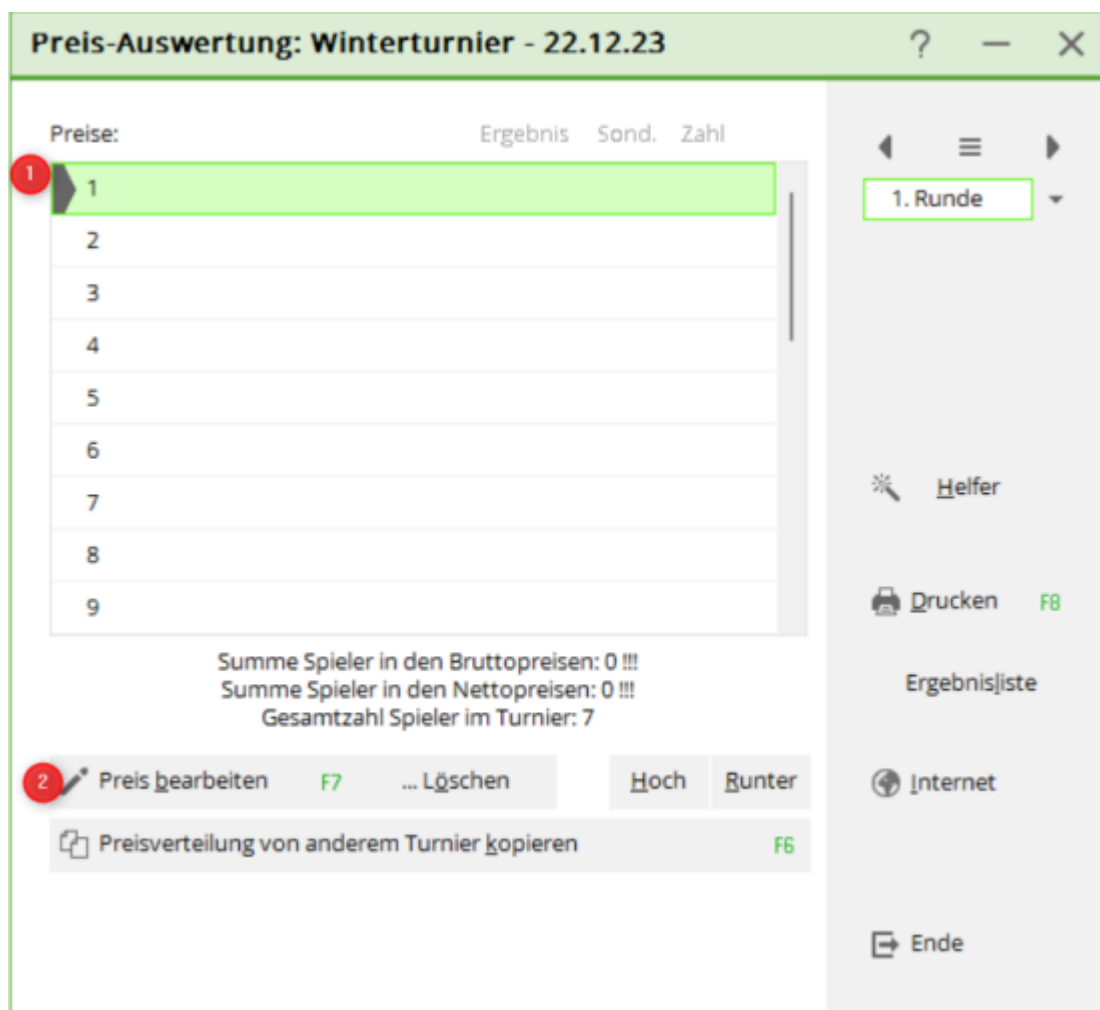 Preis-Auswertung: Winterturnier - 22.12.23
?
Preise: Ergebnis Sond. Zahl
1
1
2
3
4
5
6
7
8
9
Summe Spieler in den Bruttopreisen: 0 !!!
Summe Spieler in den Nettopreisen: 0 !!!
Gesamtzahl Spieler im Turnier: 7
2 Preis bearbeiten F7 ... Löschen Hoch Runter
Preisverteilung von anderem Turnier kopieren F6
1. Runde
Helfer
Drucken F8
Ergebnisliste
Internet
Ende